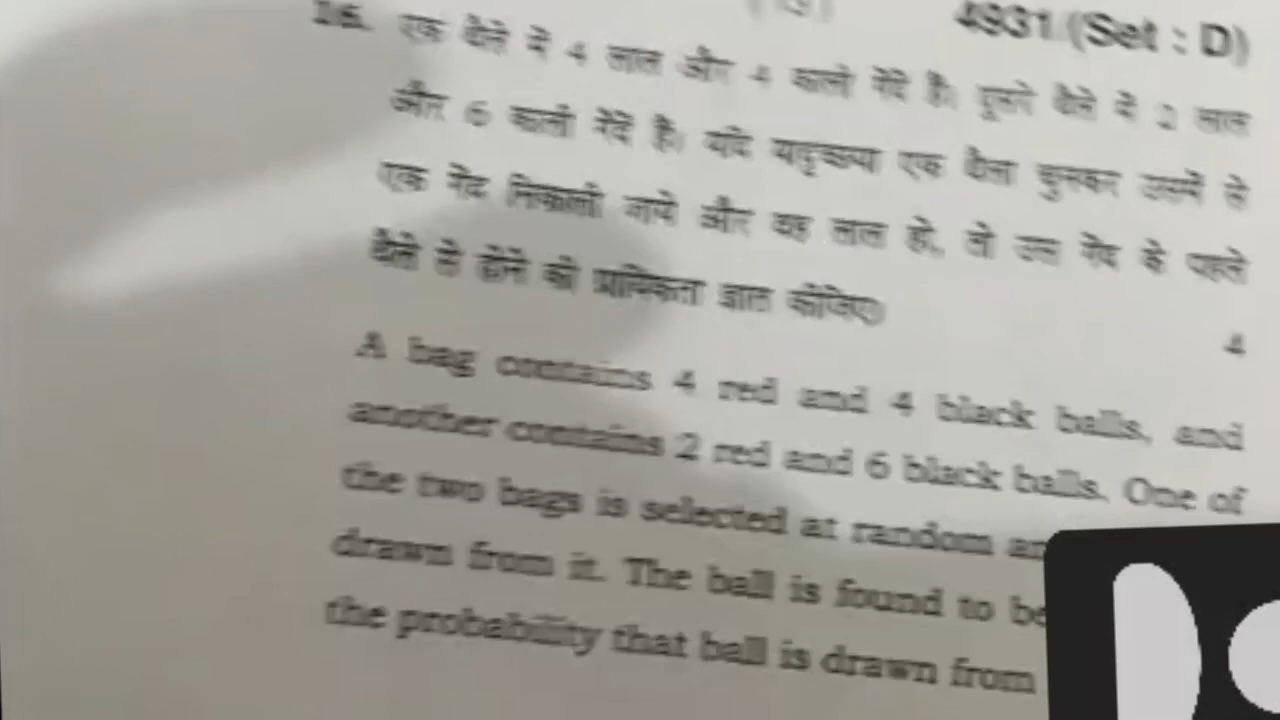 4931 (Set : D)
16. एक थैले में 4 लाल और 4 काली गेंदें हैं। दूसरे थैले में 2 लाल
और 6 काली गेंदें हैं। यदि यदृच्छया एक थैला चुनकर उसमें से
एक गेंद निकाली जाये और वह लाल हो, तो उस गेंद के पहले
थैले से होने की प्रायिकता ज्ञात कीजिए।
4
A bag contains 4 red and 4 black balls, and
another contains 2 red and 6 black balls. One of
the two bags is selected at random
drawn from it. The ball is found to be
the probability that ball is drawn from